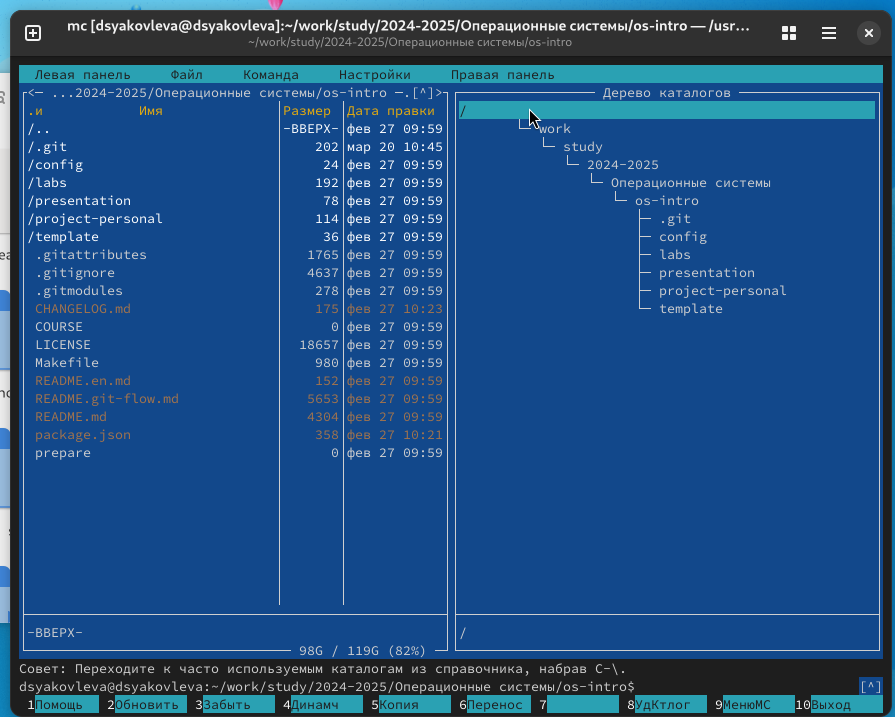 mc [dsyakovleva@dsyakovleva]:~/work/study/2024-2025/Операционные системы/os-intro — /usr…
~/work/study/2024-2025/Операционные системы/os-intro
Левая панель Файл Команда Настройки Правая панель
<— ...2024-2025/Операционные системы/os-intro —.[^]>
.и Имя Размер Дата правки
/.. -ВВЕРХ- фев 27 09:59
/.git 202 мар 20 10:45
/config 24 фев 27 09:59
/labs 192 фев 27 09:59
/presentation 78 фев 27 09:59
/project-personal 114 фев 27 09:59
/template 36 фев 27 09:59
.gitattributes 1765 фев 27 09:59
.gitignore 4637 фев 27 09:59
.gitmodules 278 фев 27 09:59
CHANGELOG.md 175 фев 27 10:23
COURSE 0 фев 27 09:59
LICENSE 18657 фев 27 09:59
Makefile 980 фев 27 09:59
README.en.md 152 фев 27 09:59
README.git-flow.md 5653 фев 27 09:59
README.md 4304 фев 27 09:59
package.json 358 фев 27 10:21
prepare 0 фев 27 09:59
-ВВЕРХ-
98G / 119G (82%)
Дерево каталогов
/
work
study
2024-2025
Операционные системы
os-intro
.git
config
labs
presentation
project-personal
template
/
Совет: Переходите к часто используемым каталогам из справочника, набрав C-\.
dsyakovleva@dsyakovleva:~/work/study/2024-2025/Операционные системы/os-intro$ [^]
1Помощь 2Обновить 3Забыть 4Динамч 5Копия 6Перенос 7 8УдКтлог 9МенюМС 10Выход